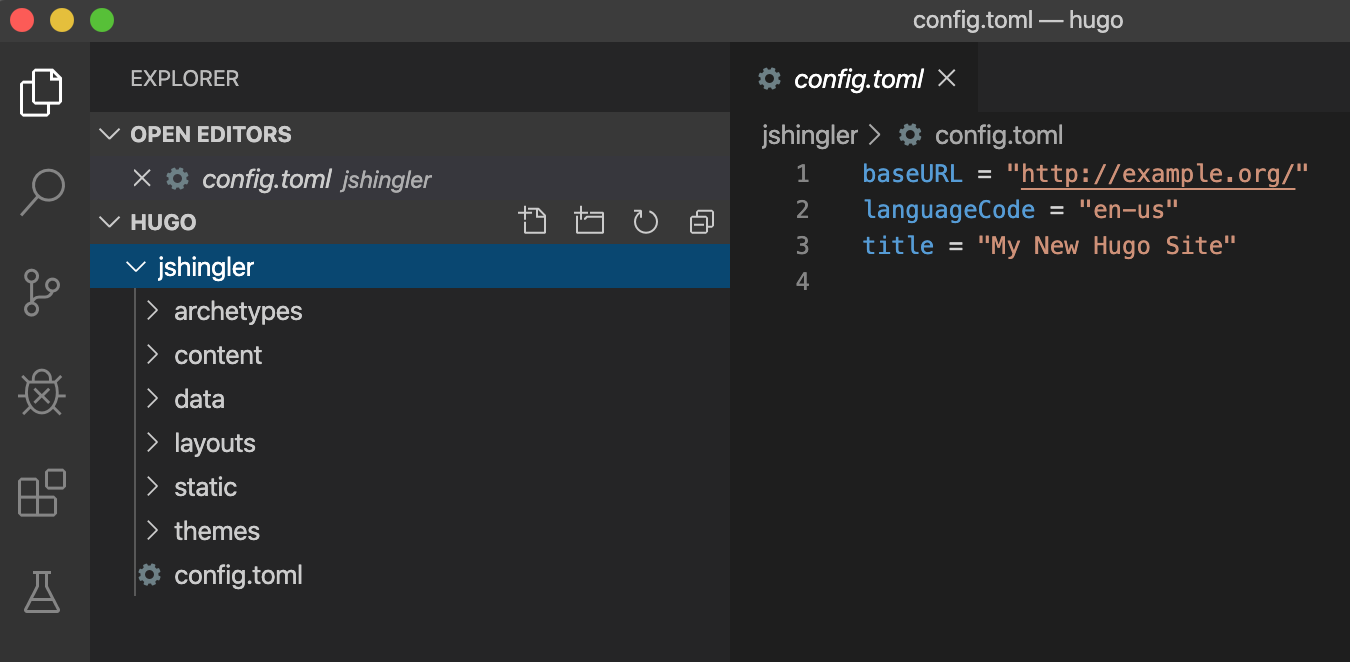 config.toml — hugo
EXPLORER
OPEN EDITORS
config.toml jshingler
HUGO
jshingler
archetypes
content
data
layouts
static
themes
config.toml
config.toml
jshingler > config.toml
1 baseURL = "http://example.org/"
2 languageCode = "en-us"
3 title = "My New Hugo Site"
4